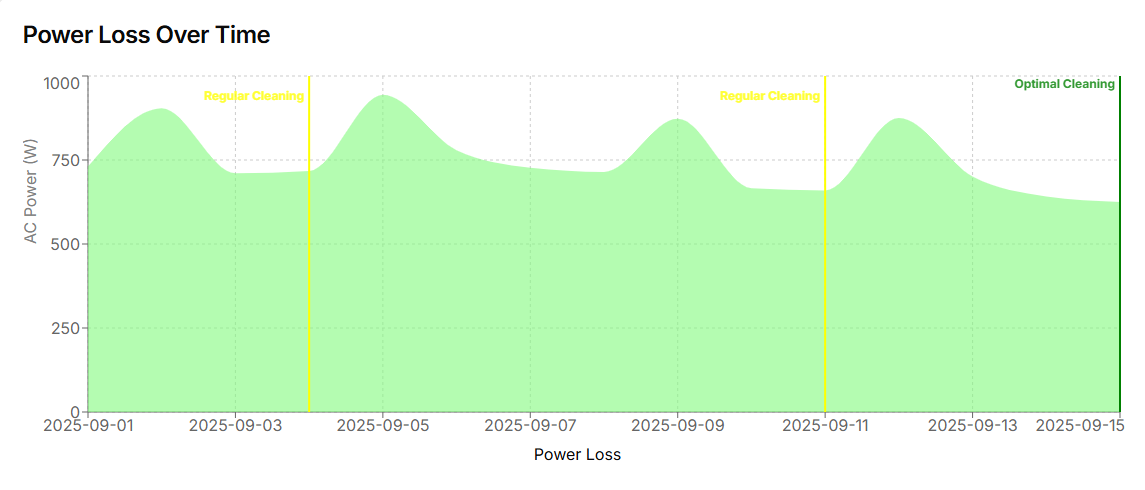 Power Loss Over Time
1000
Regular Cleaning
Regular Cleaning
Optimal Cleaning
750
500
250
0
AC Power (W)
2025-09-01 2025-09-03 2025-09-05 2025-09-07 2025-09-09 2025-09-11 2025-09-13 2025-09-15
Power Loss